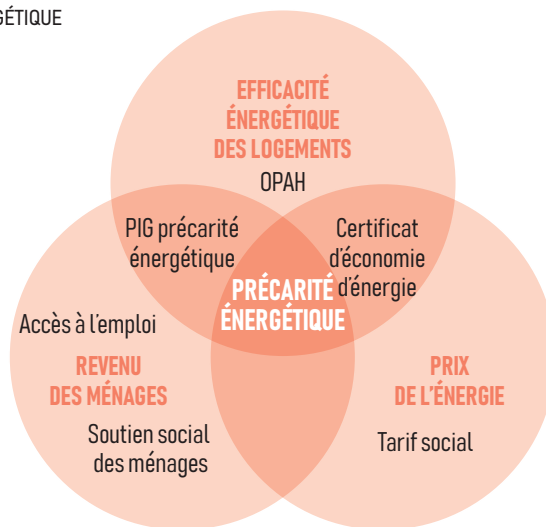 GÉTIQUE
EFFICACITÉ
ÉNERGÉTIQUE
DES LOGEMENTS
OPAH
PIG précarité
énergétique
Certificat
d'économie
d'énergie
PRÉCARITÉ
ÉNERGÉTIQUE
Accès à l'emploi
REVENU
DES MÉNAGES
Soutien social
des ménages
PRIX
DE L'ÉNERGIE
Tarif social